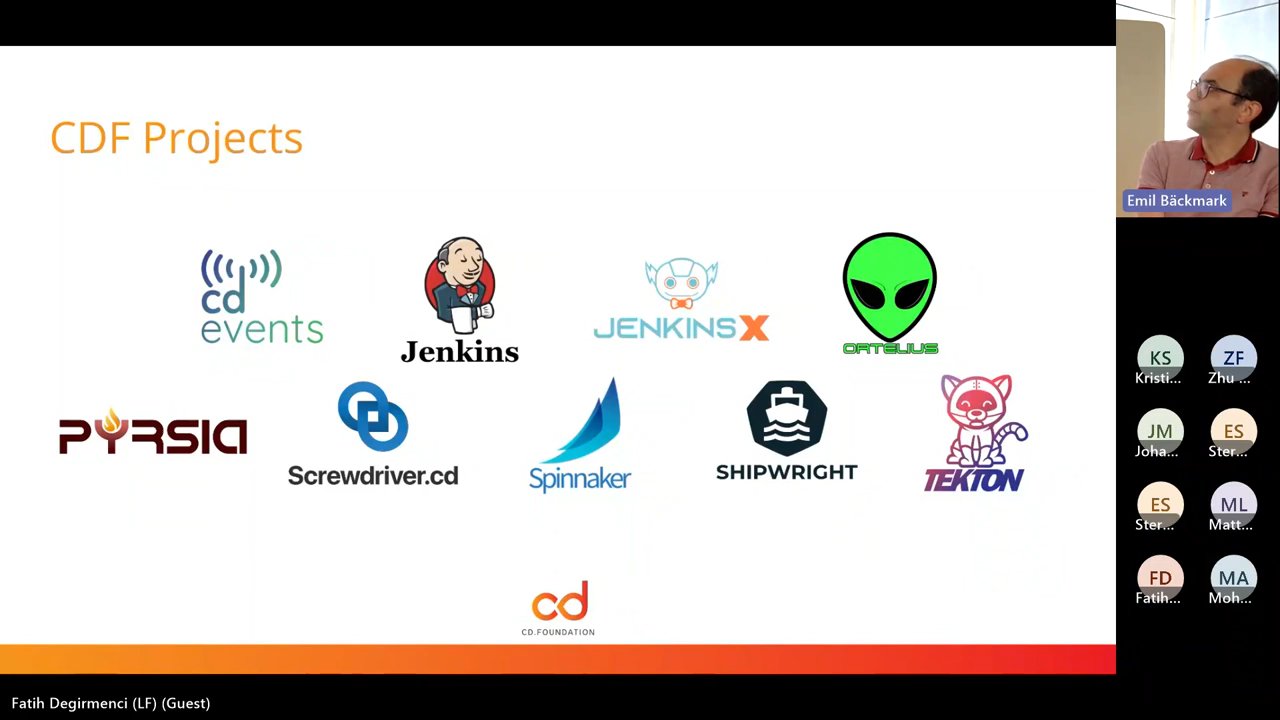 CDF Projects
cd
events
Jenkins
JENKINS X
ORTELIUS
PYRSIA
Screwdriver.cd
Spinnaker
SHIPWRIGHT
TEKTON
cd
CD.FOUNDATION
Emil Bäckmark
KS
Kristi...
ZF
Zhu ...
JM
Joha...
ES
Ster...
ES
Ster...
ML
Matt...
FD
Fatih...
MA
Moh...
Fatih Degirmenci (LF) (Guest)